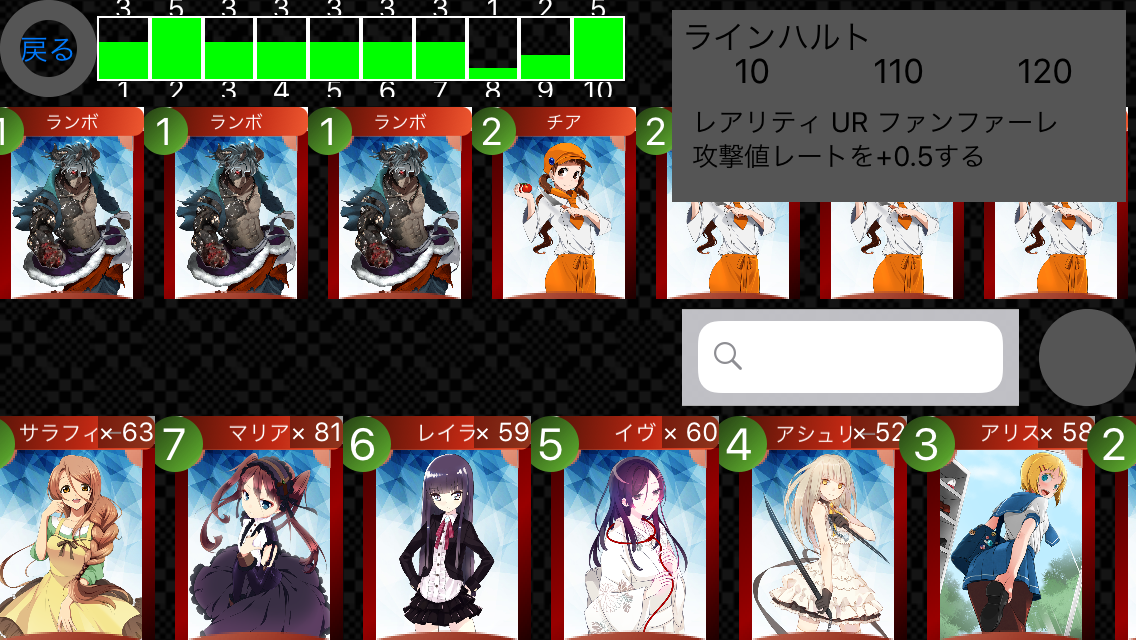 3 5 3 3 3 3 3 1 2 5
戻る
1 2 3 4 5 6 7 8 9 10
ラインハルト
10 110 120
レアリティ UR ファンファーレ
攻撃値レートを+0.5する
1 ランボ 1 ランボ 1 ランボ 2 チア 2
サラフィ× 63 7 マリア× 81 6 レイラ× 59 5 イヴ× 60 4 アシュリ×52 3 アリス× 58 2